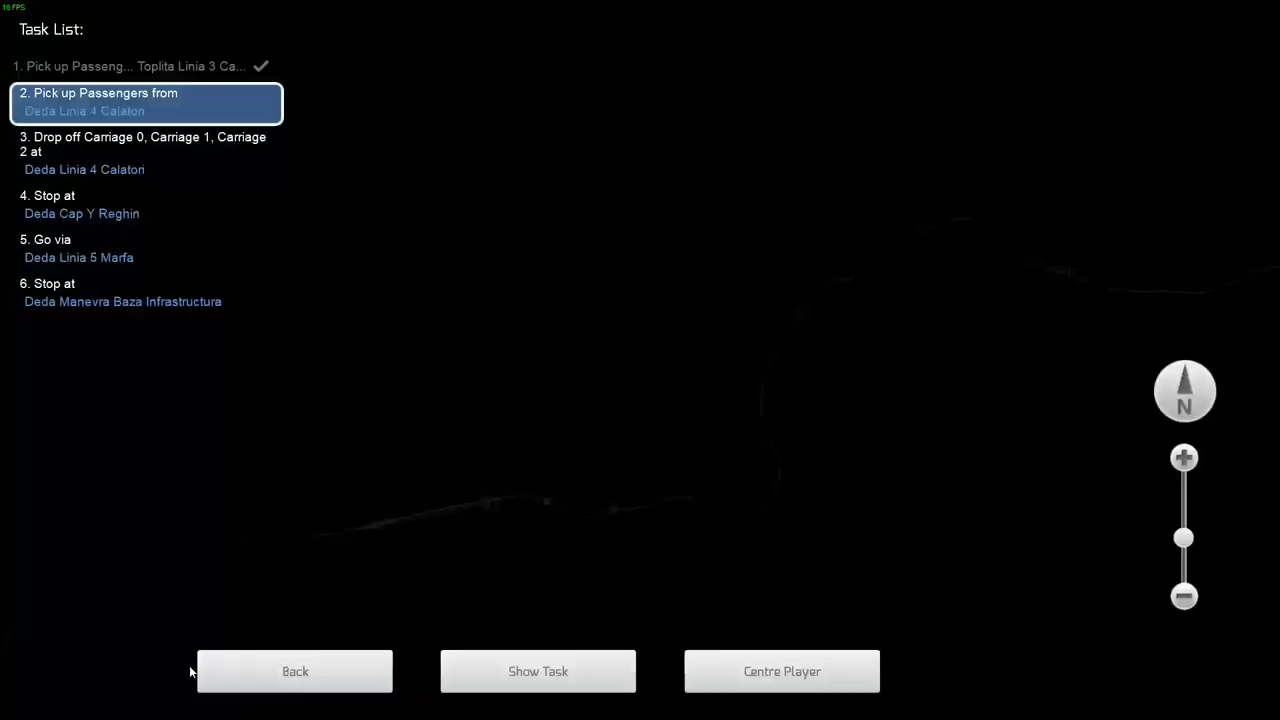 16 FPS
Task List:
1. Pick up Passeng... Toplita Linia 3 Ca...
2. Pick up Passengers from
Deda Linia 4 Calatori
3. Drop off Carriage 0, Carriage 1, Carriage
2 at
Deda Linia 4 Calatori
4. Stop at
Deda Cap Y Reghin
5. Go via
Deda Linia 5 Marfa
6. Stop at
Deda Manevra Baza Infrastructura
N
Back
Show Task
Centre Player